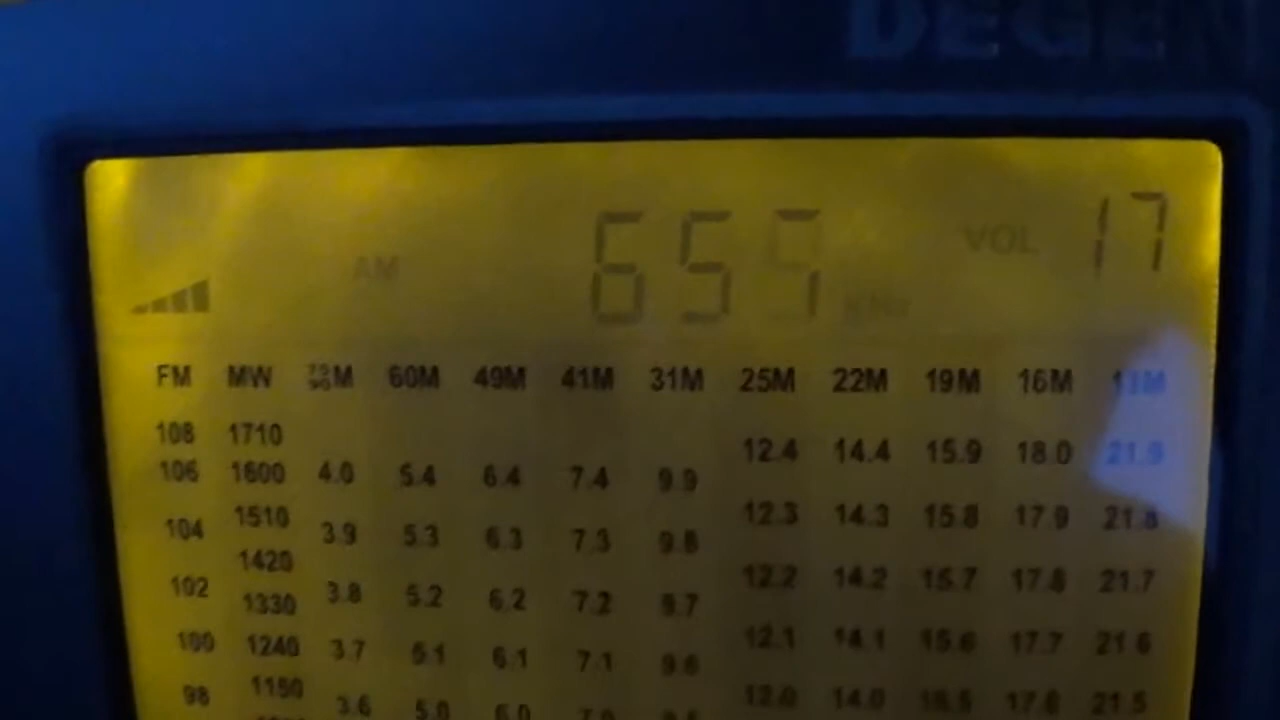 DEGEN
AM 657 KHz VOL 17
FM MW 75 90M 60M 49M 41M 31M 25M 22M 19M 16M 13M
108 1710 12.4 14.4 15.9 18.0 21.9
106 1600 4.0 5.4 6.4 7.4 9.9
104 1510 3.9 5.3 6.3 7.3 9.8 12.3 14.3 15.8 17.9 21.8
1420
102 1330 3.8 5.2 6.2 7.2 9.7 12.2 14.2 15.7 17.8 21.7
100 1240 3.7 5.1 6.1 7.1 9.6 12.1 14.1 15.6 17.7 21.6
98 1150 3.6 5.0 6.0 7.0 12.0 14.0 15.5 17.6 21.5